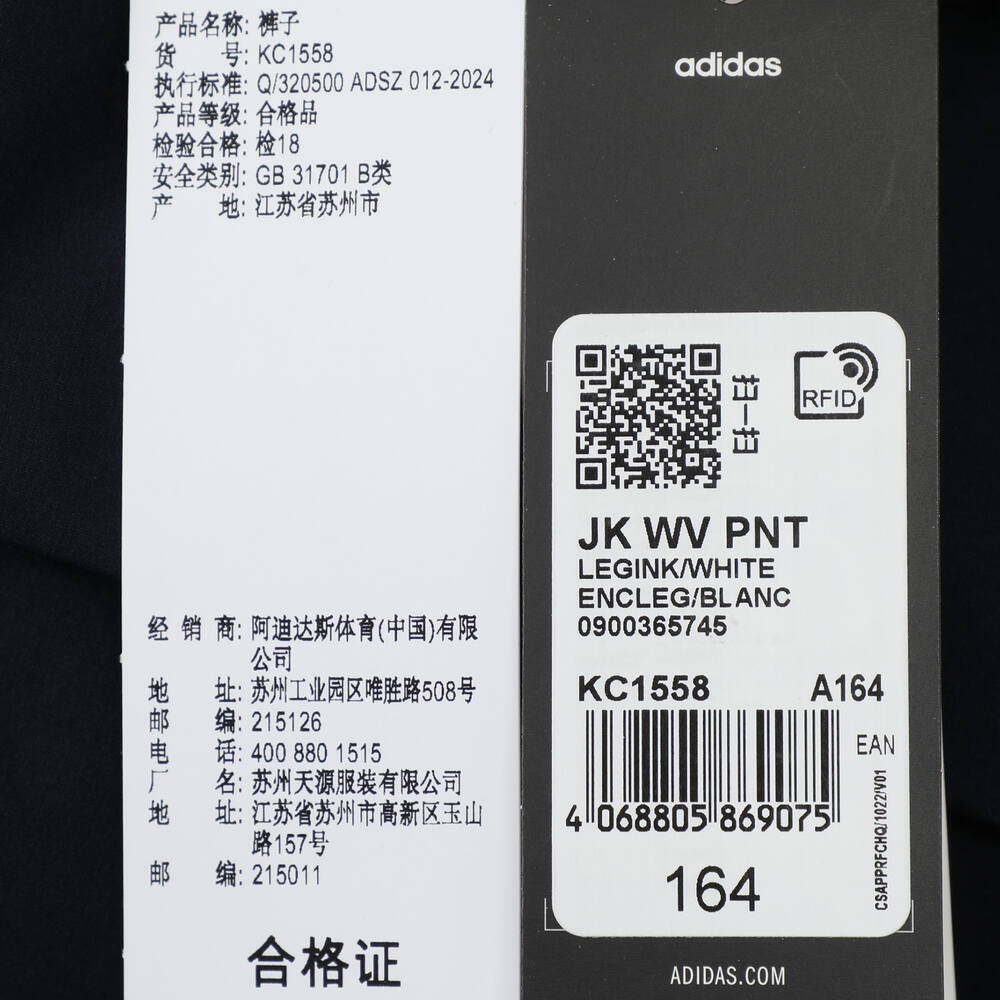 产品名称: 裤子
货号: KC1558
执行标准: Q/320500 ADSZ 012-2024
产品等级: 合格品
检验合格: 检18
安全类别: GB 31701 B类
产地: 江苏省苏州市
经销商: 阿迪达斯体育(中国)有限
公司
地址: 苏州工业园区唯胜路508号
邮编: 215126
电话: 400 880 1515
厂名: 苏州天源服装有限公司
地址: 江苏省苏州市高新区玉山
路157号
邮编: 215011
合格证
adidas
扫一扫
RFID
JK WV PNT
LEGINK/WHITE
ENCLEG/BLANC
0900365745
KC1558 A164
EAN
4 068805 869075
CSAPPRFCHQ/1022/V01
164
ADIDAS.COM